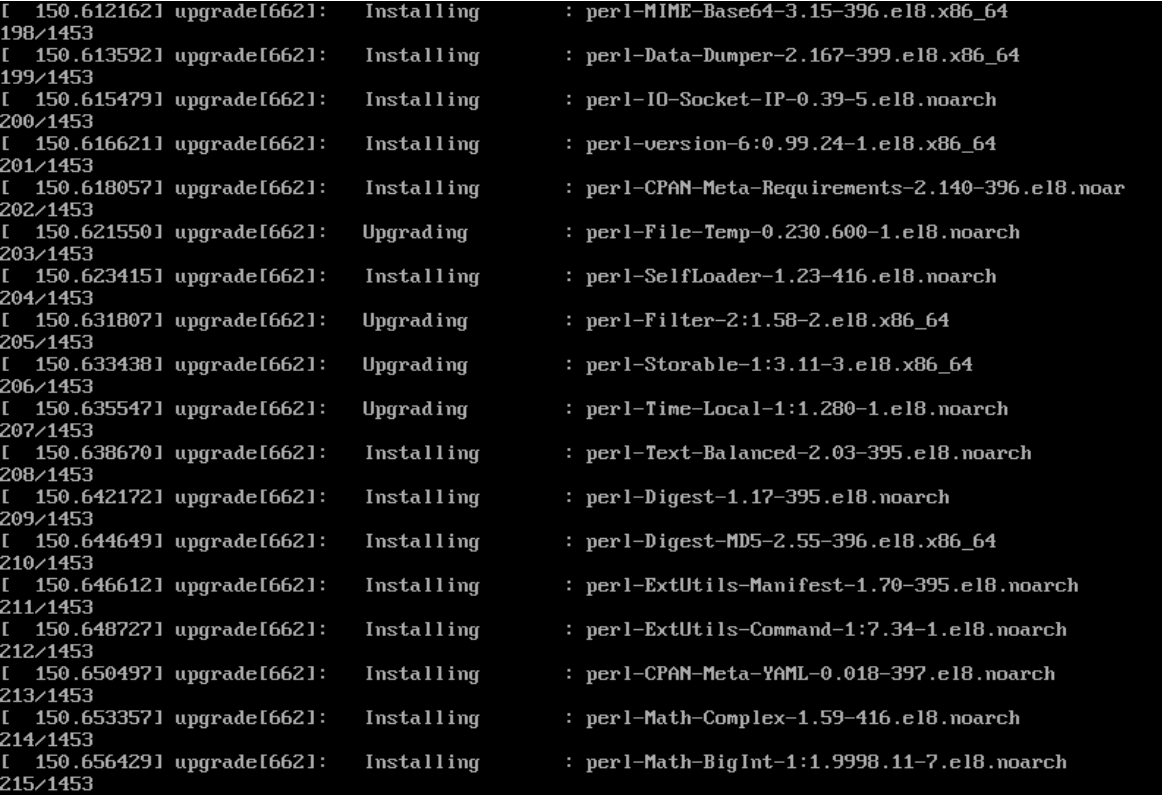 [  150.612162] upgrade[662]:   Installing       : perl-MIME-Base64-3.15-396.el8.x86_64
198/1453
[  150.613592] upgrade[662]:   Installing       : perl-Data-Dumper-2.167-399.el8.x86_64
199/1453
[  150.615479] upgrade[662]:   Installing       : perl-IO-Socket-IP-0.39-5.el8.noarch
200/1453
[  150.616621] upgrade[662]:   Installing       : perl-version-6:0.99.24-1.el8.x86_64
201/1453
[  150.618057] upgrade[662]:   Installing       : perl-CPAN-Meta-Requirements-2.140-396.el8.noar
202/1453
[  150.621550] upgrade[662]:   Upgrading        : perl-File-Temp-0.230.600-1.el8.noarch
203/1453
[  150.623415] upgrade[662]:   Installing       : perl-SelfLoader-1.23-416.el8.noarch
204/1453
[  150.631807] upgrade[662]:   Upgrading        : perl-Filter-2:1.58-2.el8.x86_64
205/1453
[  150.633438] upgrade[662]:   Upgrading        : perl-Storable-1:3.11-3.el8.x86_64
206/1453
[  150.635547] upgrade[662]:   Upgrading        : perl-Time-Local-1:1.280-1.el8.noarch
207/1453
[  150.638670] upgrade[662]:   Installing       : perl-Text-Balanced-2.03-395.el8.noarch
208/1453
[  150.642172] upgrade[662]:   Installing       : perl-Digest-1.17-395.el8.noarch
209/1453
[  150.644649] upgrade[662]:   Installing       : perl-Digest-MD5-2.55-396.el8.x86_64
210/1453
[  150.646612] upgrade[662]:   Installing       : perl-ExtUtils-Manifest-1.70-395.el8.noarch
211/1453
[  150.648727] upgrade[662]:   Installing       : perl-ExtUtils-Command-1:7.34-1.el8.noarch
212/1453
[  150.650497] upgrade[662]:   Installing       : perl-CPAN-Meta-YAML-0.018-397.el8.noarch
213/1453
[  150.653357] upgrade[662]:   Installing       : perl-Math-Complex-1.59-416.el8.noarch
214/1453
[  150.656429] upgrade[662]:   Installing       : perl-Math-BigInt-1:1.9998.11-7.el8.noarch
215/1453